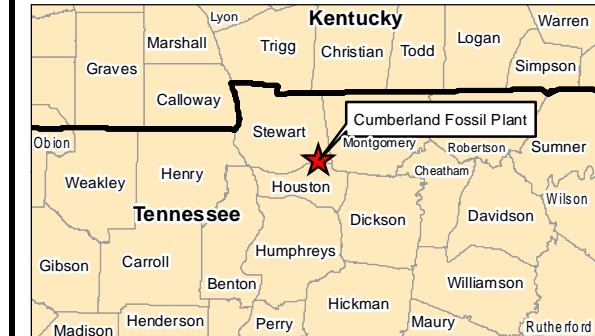 Lyon
Kentucky
Warren
Marshall
Trigg
Christian
Todd
Logan
Graves
Simpson
Calloway
Cumberland Fossil Plant
Stewart
Obion
Montgomery
Robertson
Sumner
Henry
Cheatham
Weakley
Houston
Wilson
Tennessee
Dickson
Davidson
Humphreys
Gibson
Carroll
Benton
Williamson
Hickman
Madison
Henderson
Perry
Maury
Rutherford